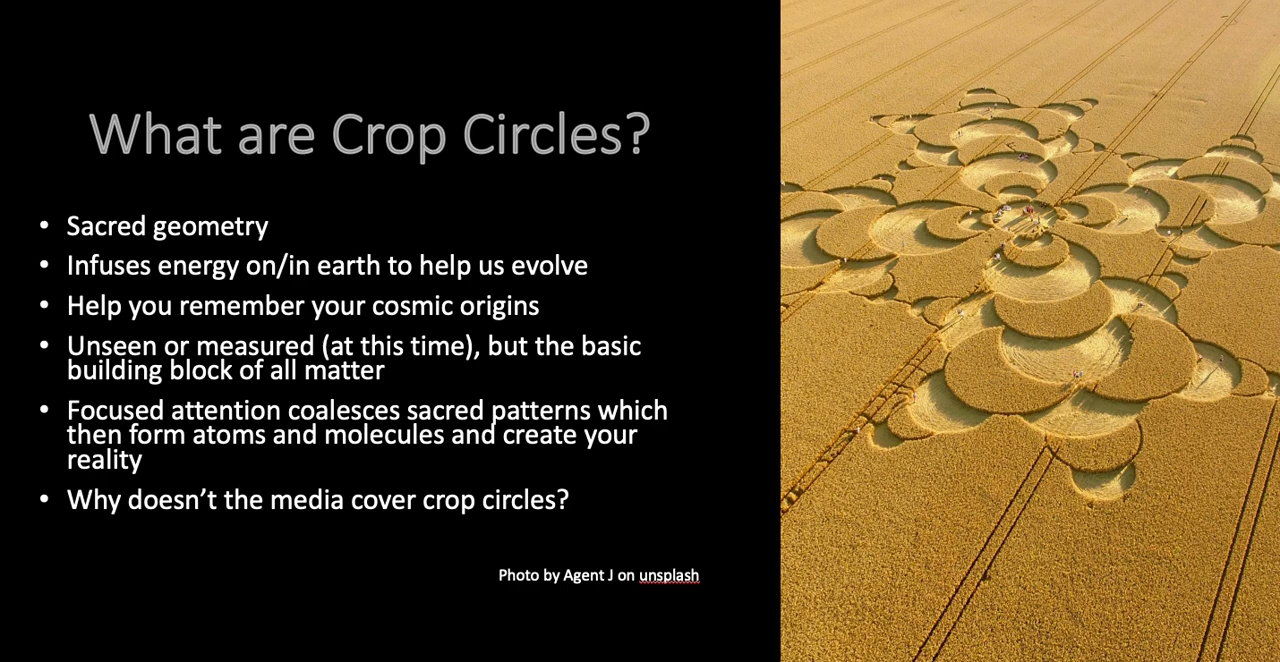 What are Crop Circles?
• Sacred geometry
• Infuses energy on/in earth to help us evolve
• Help you remember your cosmic origins
• Unseen or measured (at this time), but the basic
building block of all matter
• Focused attention coalesces sacred patterns which
then form atoms and molecules and create your
reality
• Why doesn’t the media cover crop circles?
Photo by Agent J on unsplash